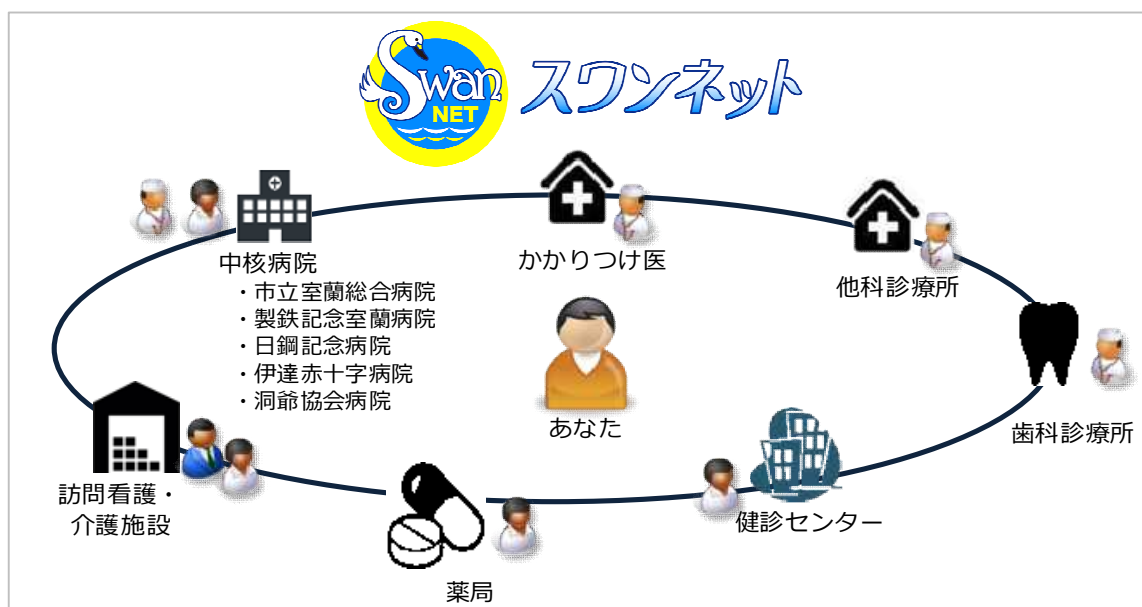 Swan
NET
スワンネット
中核病院
・市立室蘭総合病院
・製鉄記念室蘭病院
・日鋼記念病院
・伊達赤十字病院
・洞爺協会病院
かかりつけ医
他科診療所
歯科診療所
あなた
健診センター
薬局
訪問看護・
介護施設